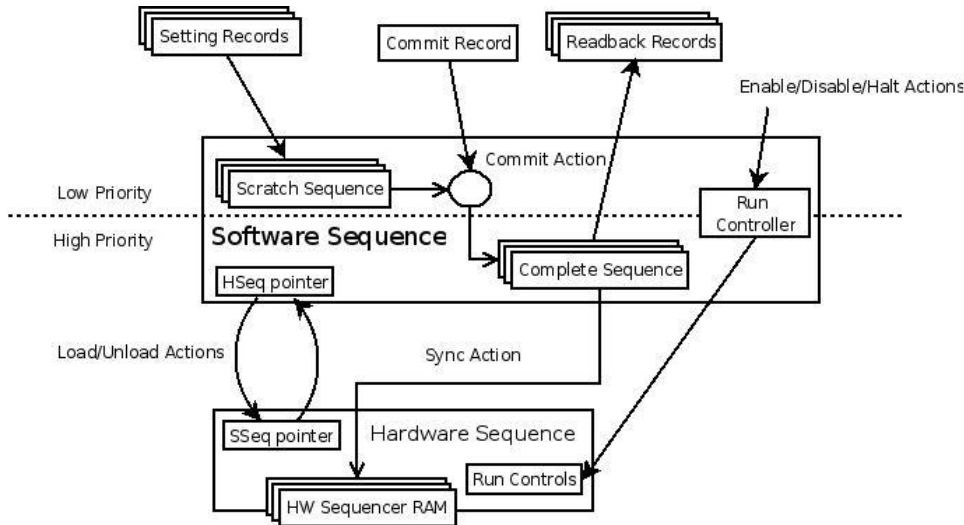 Setting Records
Commit Record
Readback Records
Enable/Disable/Halt Actions
Commit Action
Scratch Sequence
Low Priority
Run
Controller
High Priority
Software Sequence
Complete Sequence
HSeq pointer
Load/Unload Actions
Sync Action
SSeq pointer
Hardware Sequence
Run Controls
HW Sequencer RAM